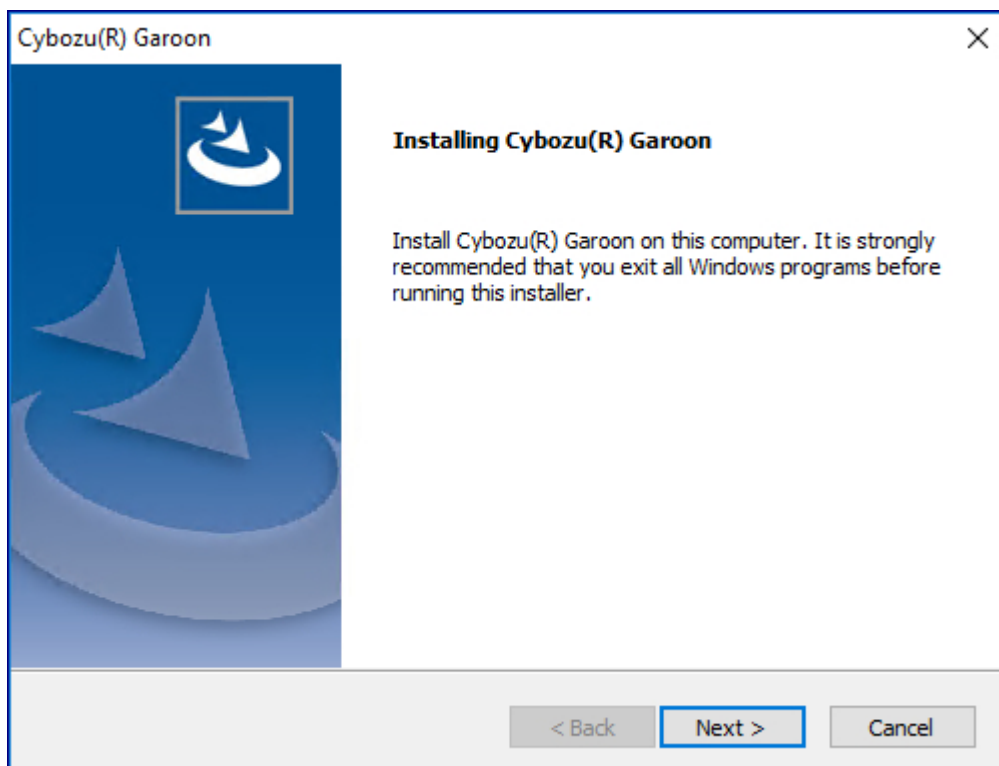 Cybozu(R) Garoon
Installing Cybozu(R) Garoon
Install Cybozu(R) Garoon on this computer. It is strongly
recommended that you exit all Windows programs before
running this installer.
< Back Next > Cancel